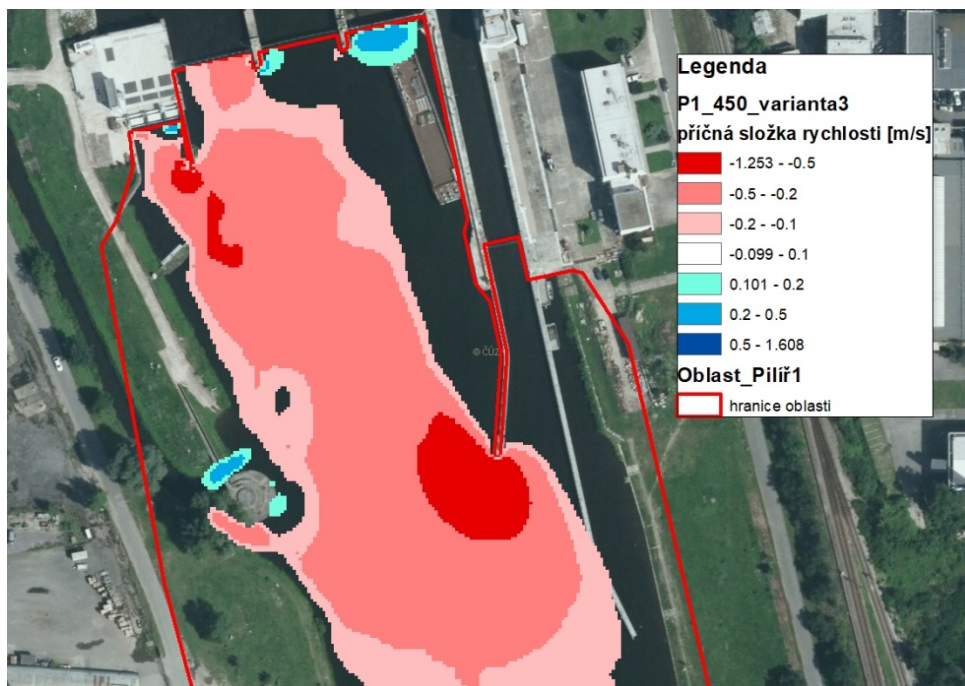 Legenda
P1_450_varianta3
příčná složka rychlosti [m/s]
-1.253 - -0.5
-0.5 - -0.2
-0.2 - -0.1
-0.099 - 0.1
0.101 - 0.2
0.2 - 0.5
0.5 - 1.608
Oblast_Pilíř1
hranice oblasti
© ČÚZ